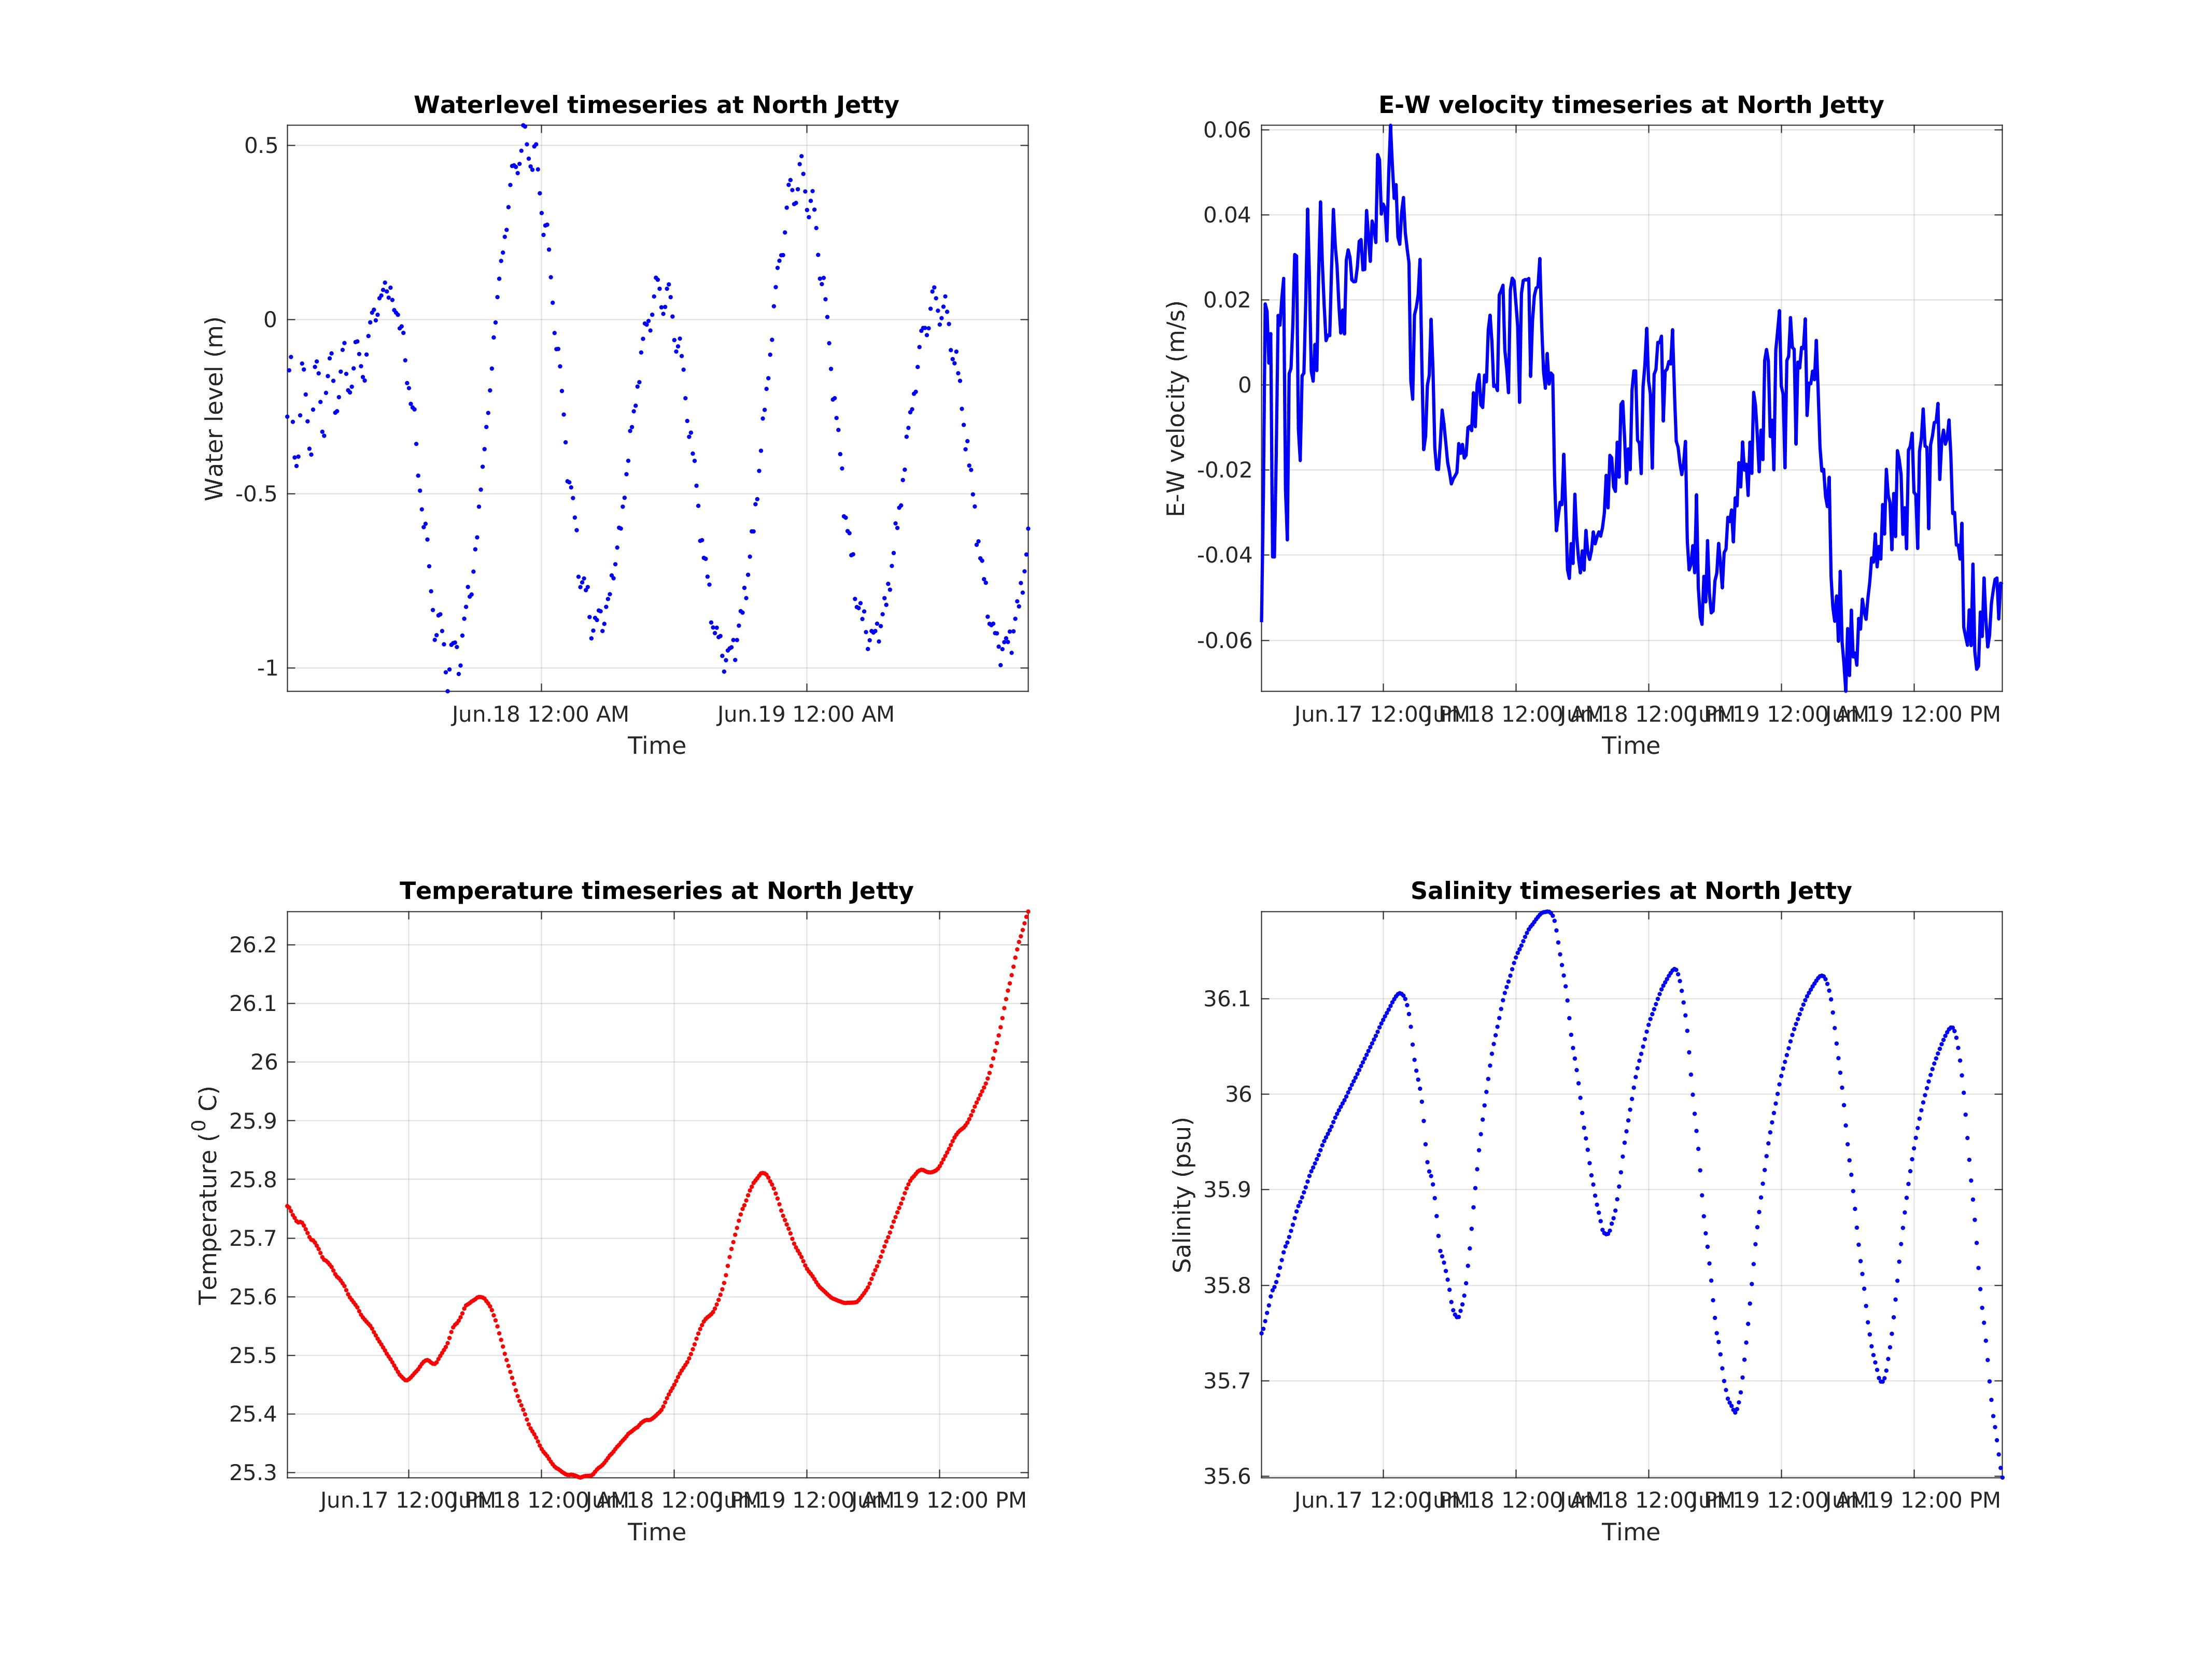 Waterlevel timeseries at North Jetty
0.5
0
-0.5
-1
Water level (m)
Jun.18 12:00 AM
Jun.19 12:00 AM
Time
E-W velocity timeseries at North Jetty
0.06
0.04
0.02
0
-0.02
-0.04
-0.06
E-W velocity (m/s)
Jun.17 12:00 PM
Jun.18 12:00 AM
Jun.18 12:00 PM
Jun.19 12:00 AM
Jun.19 12:00 PM
Time
Temperature timeseries at North Jetty
26.2
26.1
26
25.9
25.8
25.7
25.6
25.5
25.4
25.3
Temperature (⁰ C)
Jun.17 12:00 PM
Jun.18 12:00 AM
Jun.18 12:00 PM
Jun.19 12:00 AM
Jun.19 12:00 PM
Time
Salinity timeseries at North Jetty
36.1
36
35.9
35.8
35.7
35.6
Salinity (psu)
Jun.17 12:00 PM
Jun.18 12:00 AM
Jun.18 12:00 PM
Jun.19 12:00 AM
Jun.19 12:00 PM
Time